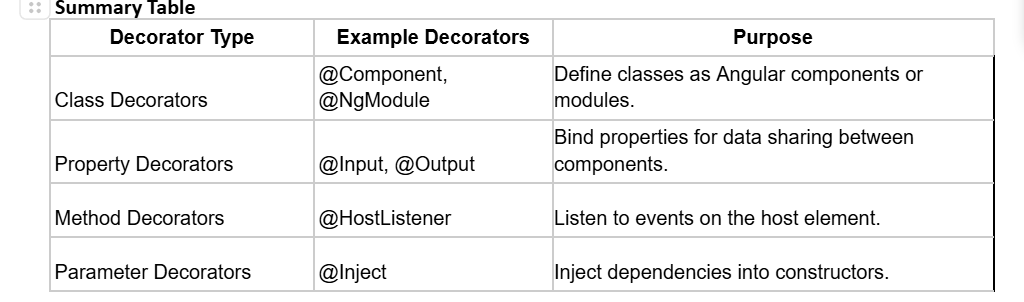 Summary Table
Decorator Type Example Decorators Purpose
Class Decorators @Component, @NgModule Define classes as Angular components or modules.
Property Decorators @Input, @Output Bind properties for data sharing between components.
Method Decorators @HostListener Listen to events on the host element.
Parameter Decorators @Inject Inject dependencies into constructors.